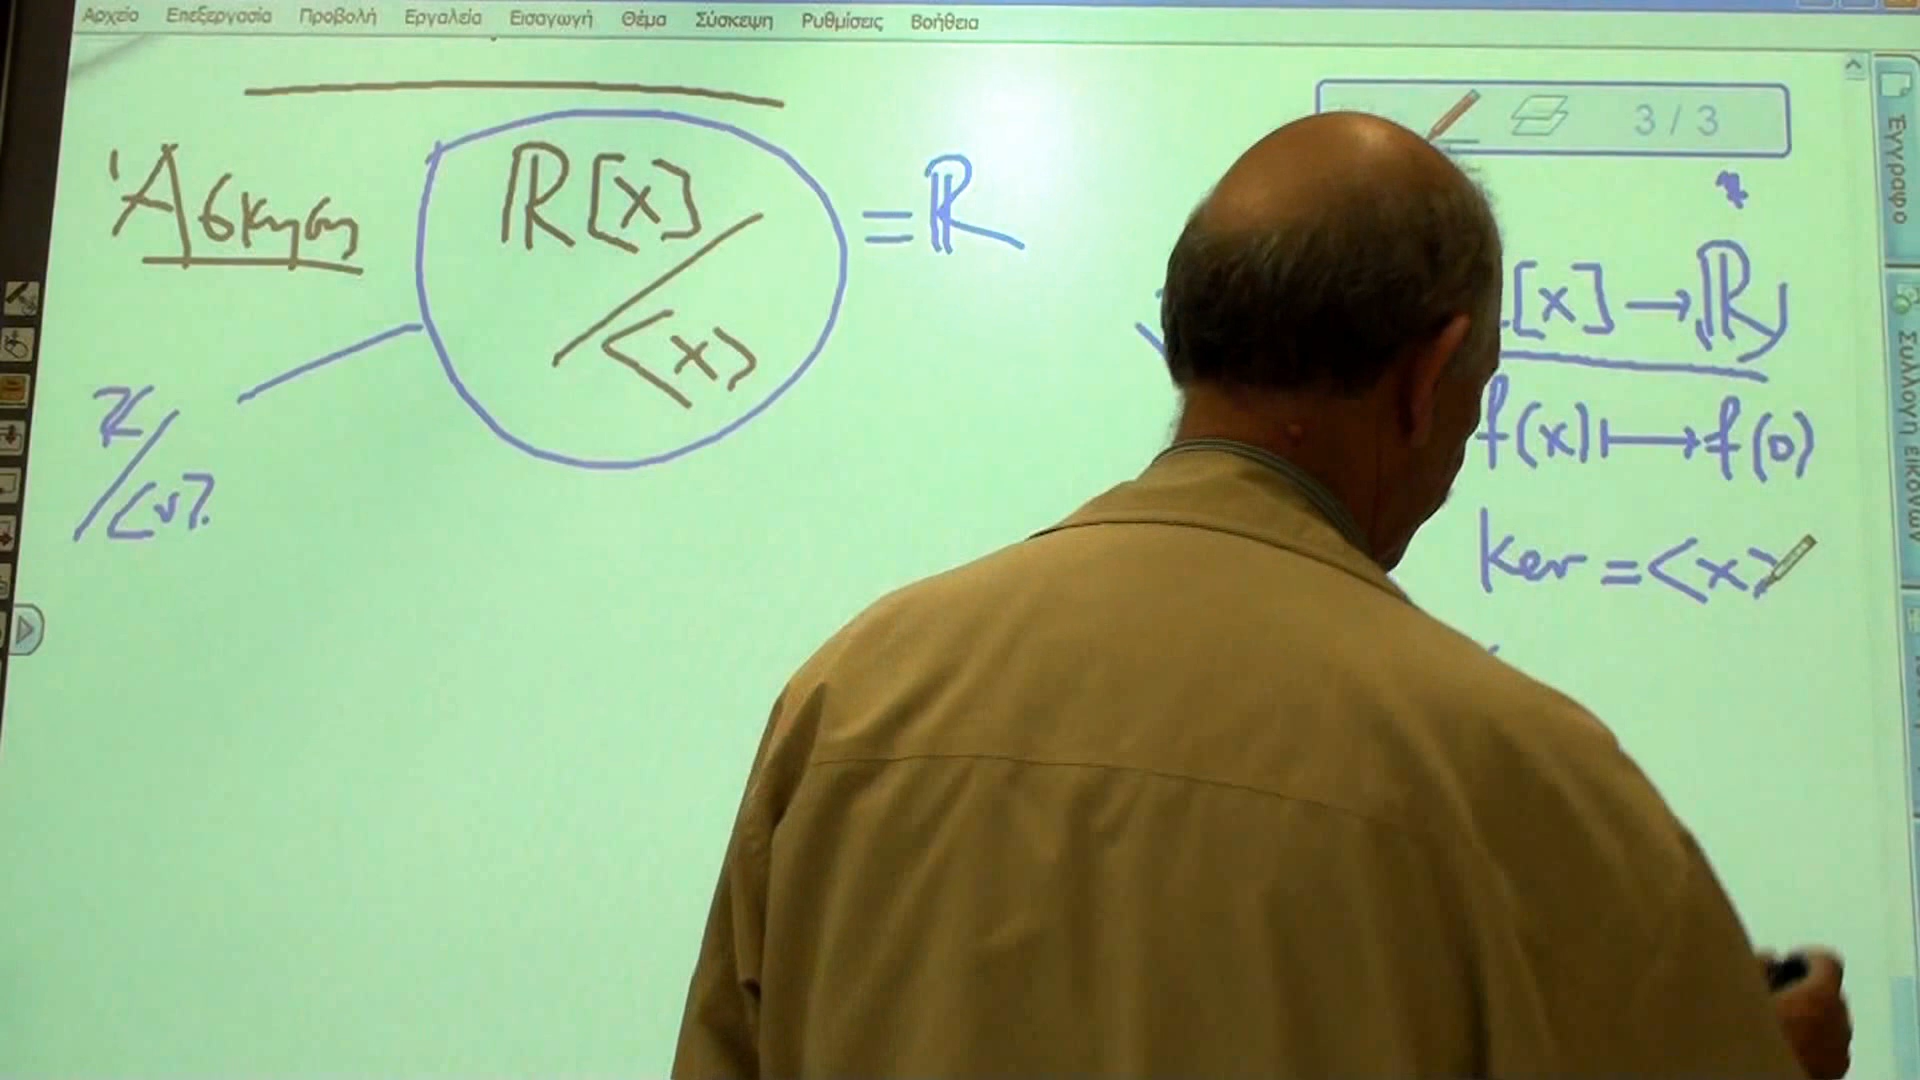 Αρχείο Επεξεργασία Προβολή Εργαλεία Εισαγωγή Θέμα Σύσκεψη Ρυθμίσεις Βοήθεια
3 / 3
Άσκηση ℝ[x] / <x> = ℝ
[x] → ℝ
f(x) ↦ f(0)
Ker = <x>
ℤ / <ν>
Έγγραφο
Συλλογή εικόνων